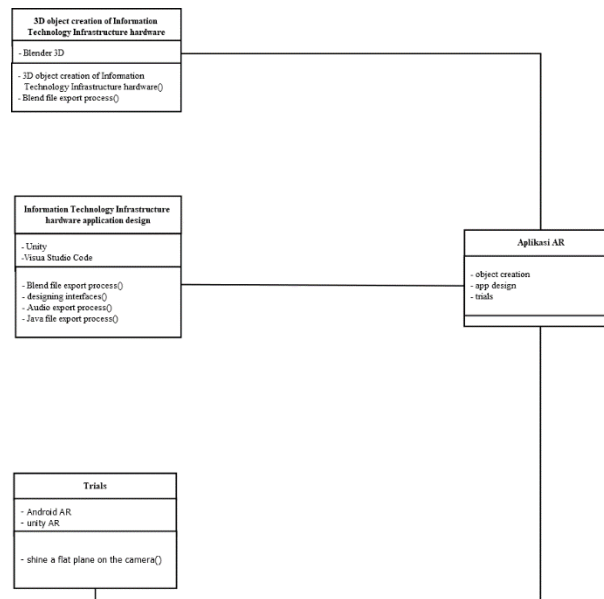 3D object creation of Information
Technology Infrastructure hardware
- Blender 3D
- 3D object creation of Information
Technology Infrastructure hardware()
- Blend file export process()
Information Technology Infrastructure
hardware application design
- Unity
-Visua Studio Code
- Blend file export process()
- designing interfaces()
- Audio export process()
- Java file export process()
Aplikasi AR
- object creation
- app design
- trials
Trials
- Android AR
- unity AR
- shine a flat plane on the camera()